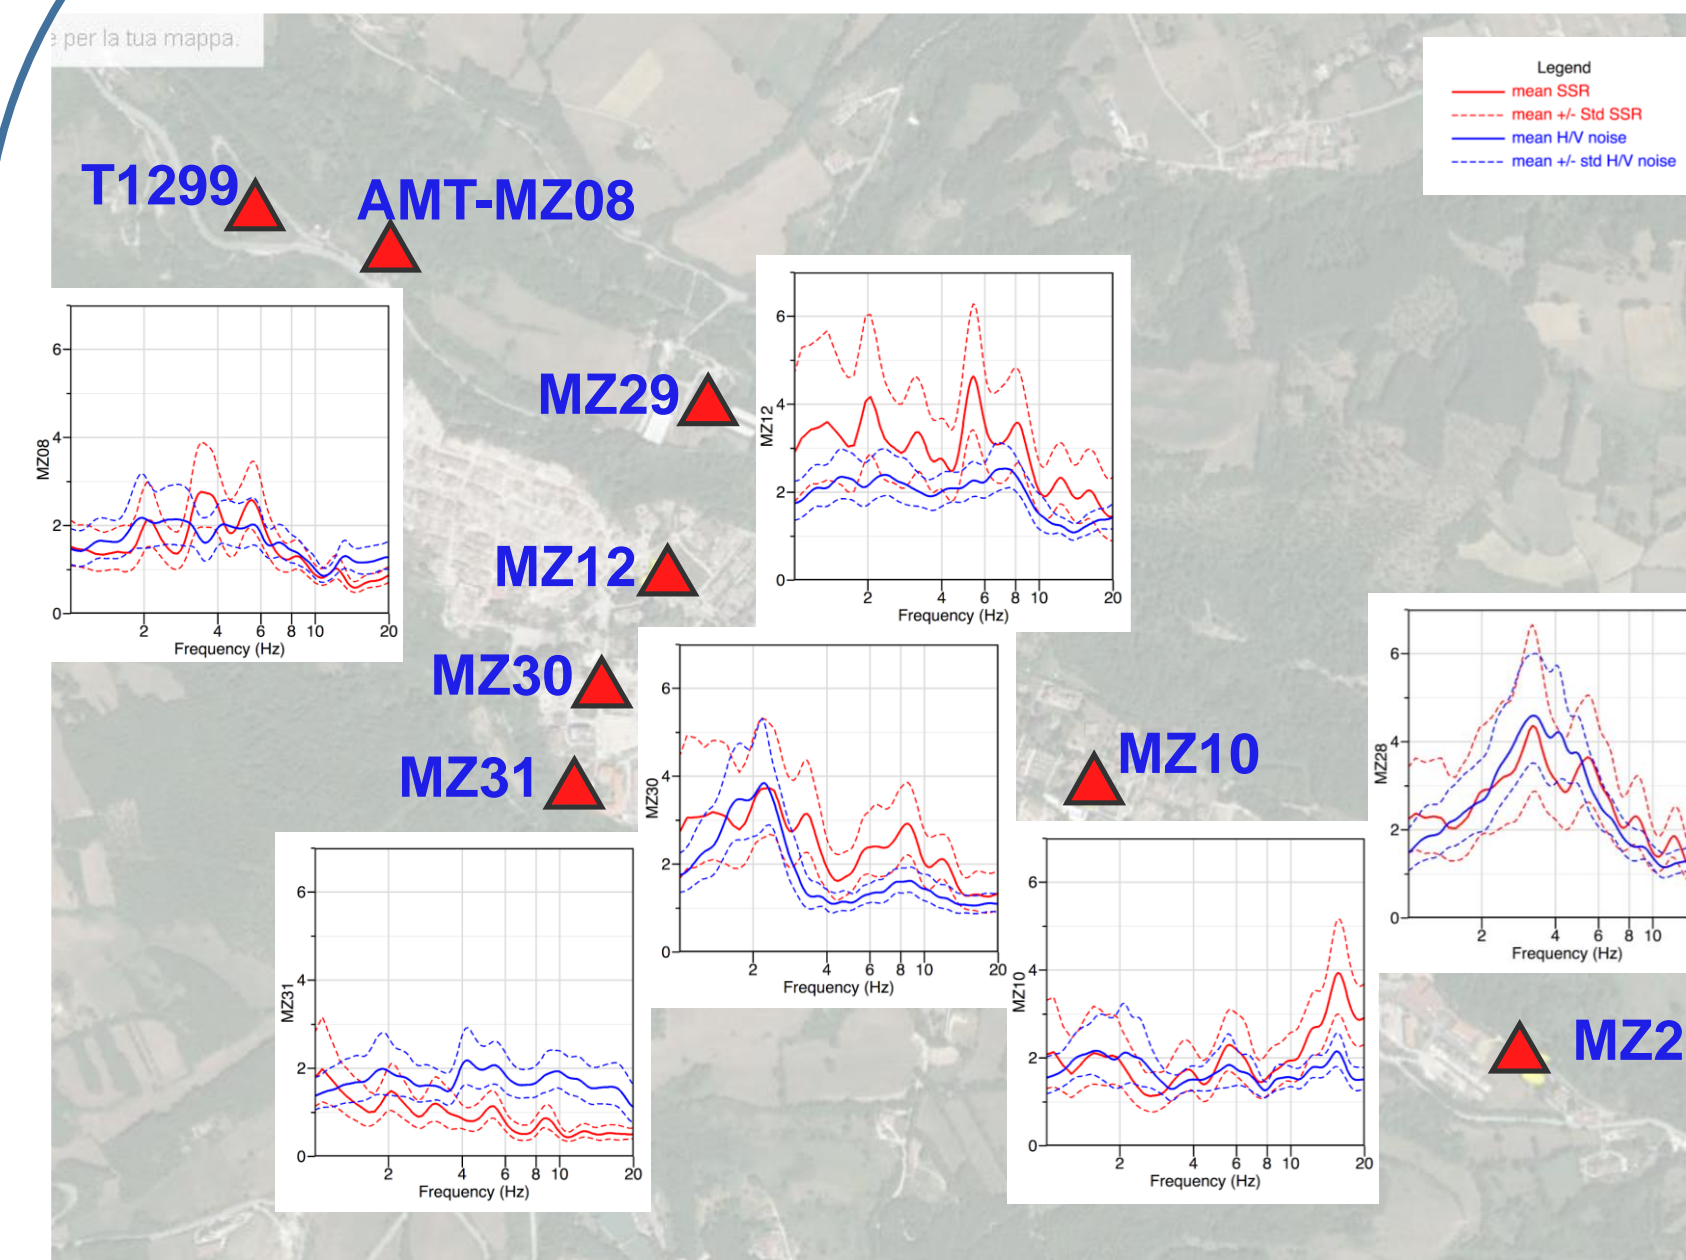 e per la tua mappa.
Legend
mean SSR
mean +/- Std SSR
mean H/V noise
mean +/- std H/V noise
T1299
AMT-MZ08
MZ29
MZ12
MZ30
MZ31
MZ10
MZ2
MZ08
6
4
2
0
2 4 6 8 10 20
Frequency (Hz)
MZ12
6
4
2
0
2 4 6 8 10 20
Frequency (Hz)
MZ30
6
4
2
0
2 4 6 8 10 20
Frequency (Hz)
MZ28
6
4
2
0
2 4 6 8 10
Frequency (Hz)
MZ31
6
4
2
0
2 4 6 8 10 20
Frequency (Hz)
MZ10
6
4
2
0
2 4 6 8 10 20
Frequency (Hz)